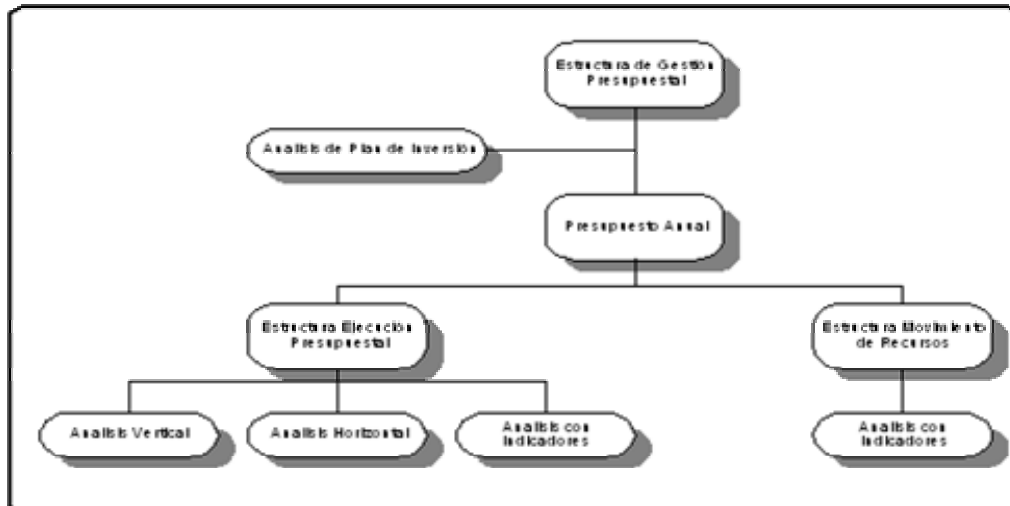 Estructura de Gestión
Presupuestal
Analisis de Plan de Inversión
Presupuesto Anual
Estructura Ejecución
Presupuestal
Estructura Movimiento
de Recursos
Analisis Vertical
Analisis Horizontal
Analisis con
Indicadores
Analisis con
Indicadores